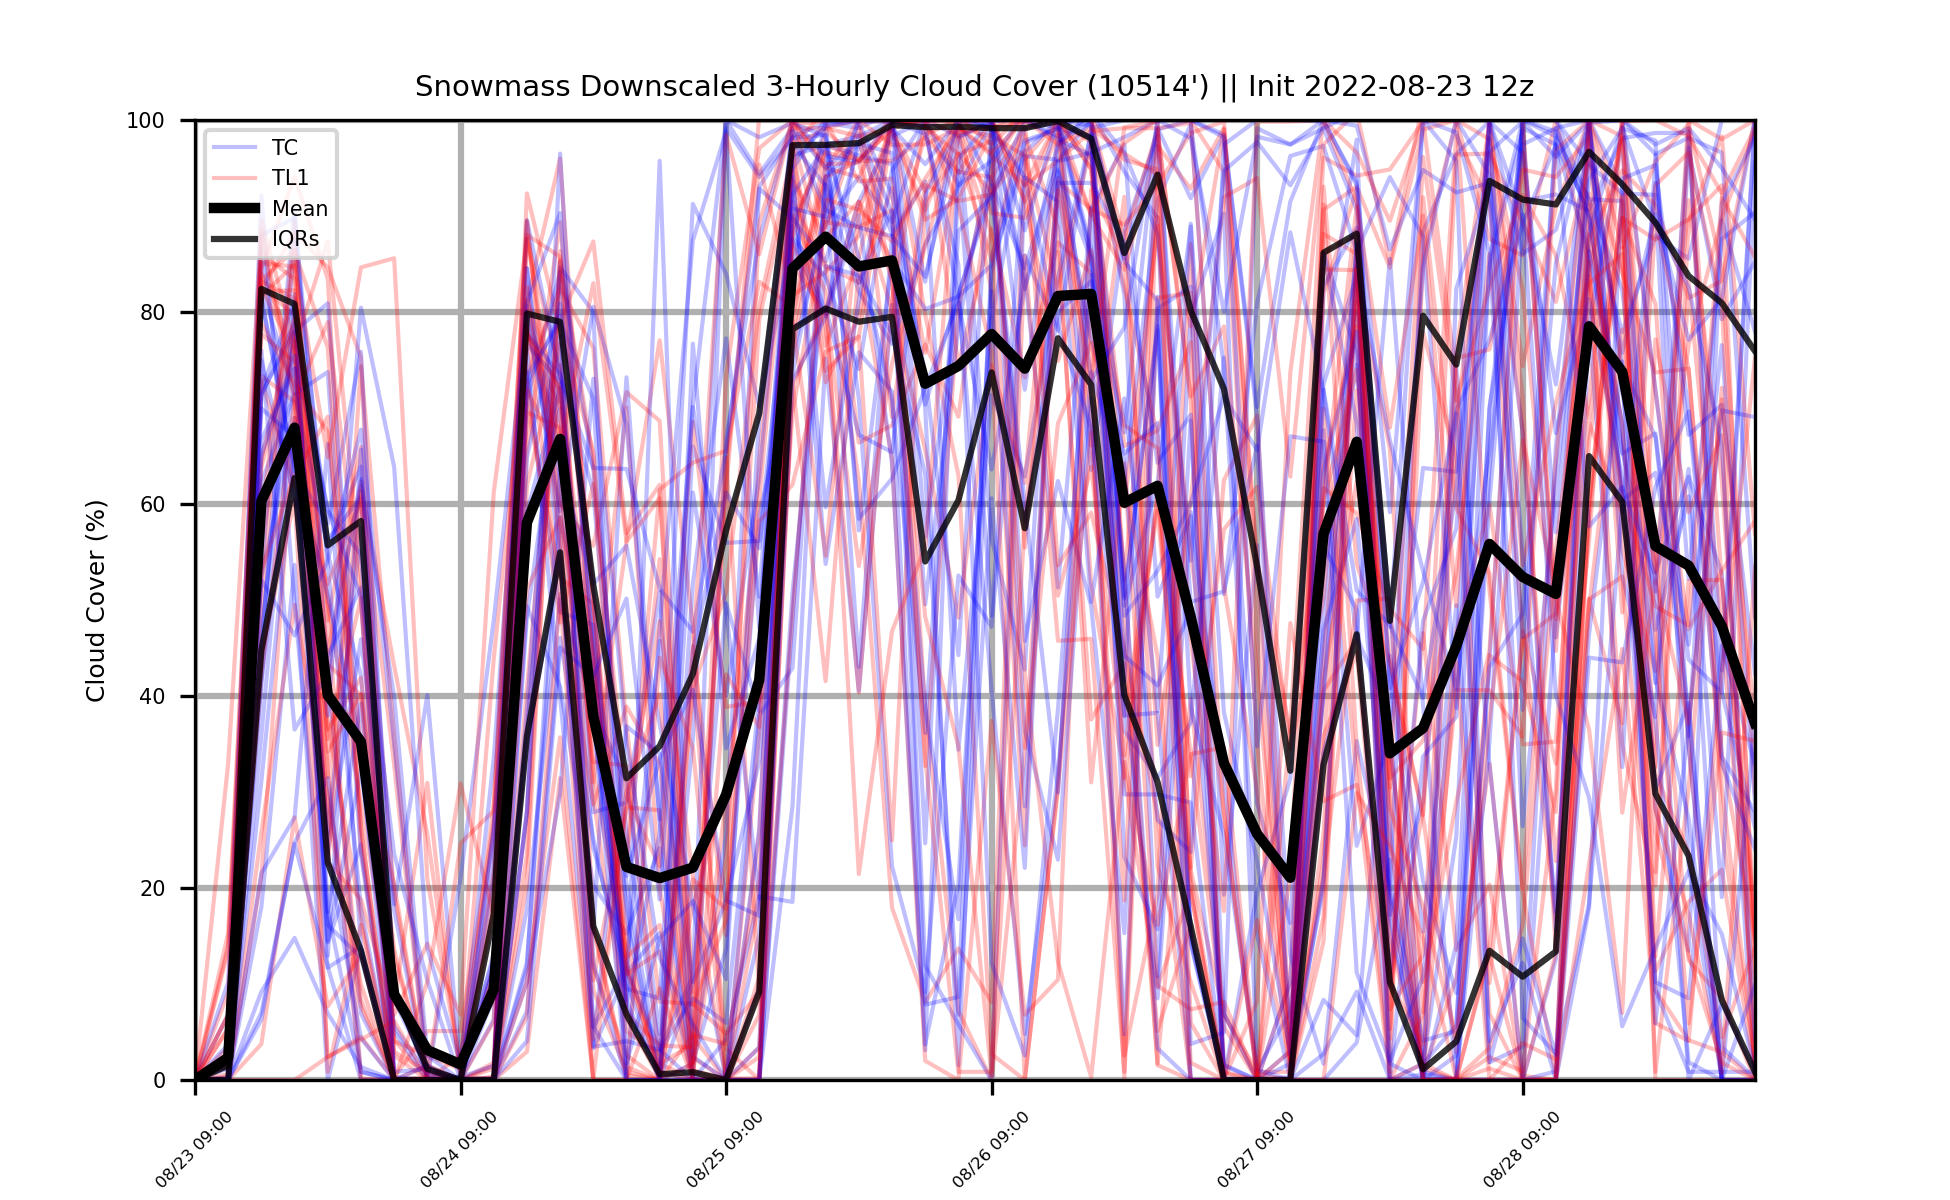 Snowmass Downscaled 3-Hourly Cloud Cover (10514') || Init 2022-08-23 12z
TC
TL1
Mean
IQRs
Cloud Cover (%)
100
80
60
40
20
0
08/23 09:00
08/24 09:00
08/25 09:00
08/26 09:00
08/27 09:00
08/28 09:00